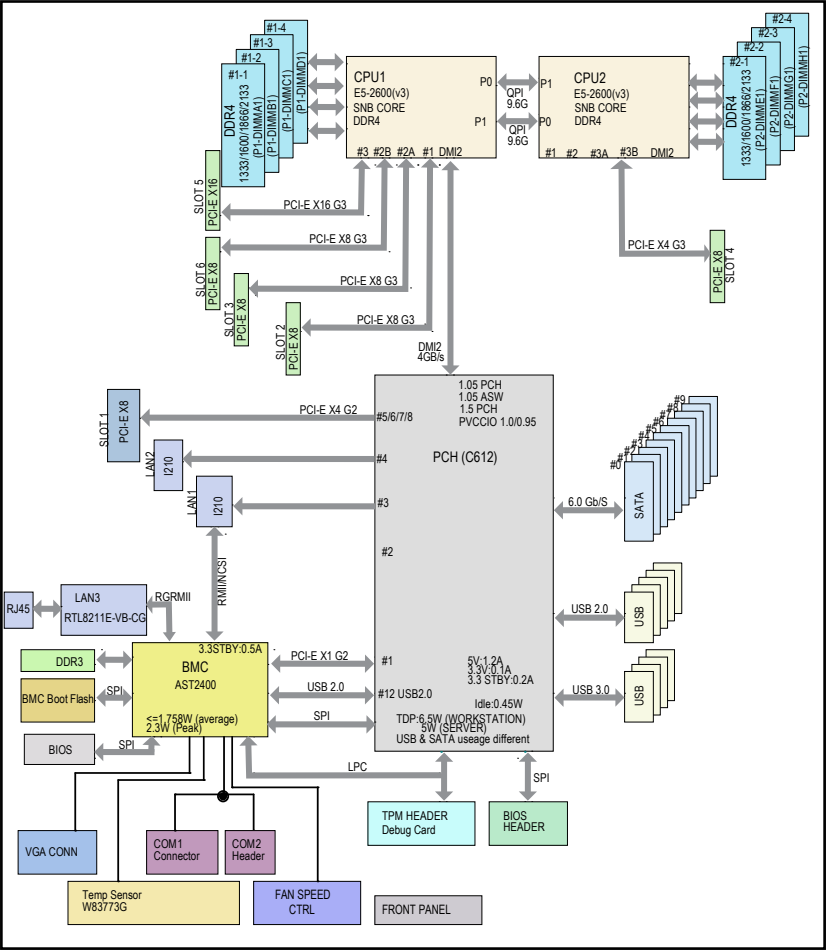 #1-4
#1-3
#1-2
#1-1
DDR4
1333/1600/1866/2133
(P1-DIMMA1)
(P1-DIMMB1)
(P1-DIMMC1)
(P1-DIMMD1)
CPU1
E5-2600(v3)
SNB CORE
DDR4
P0
P1
#3
#2B
#2A
#1
DMI2
QPI
9.6G
QPI
9.6G
CPU2
E5-2600(v3)
SNB CORE
DDR4
P1
P0
#1
#2
#3A
#3B
DMI2
#2-4
#2-3
#2-2
#2-1
DDR4
1333/1600/1866/2133
(P2-DIMME1)
(P2-DIMMF1)
(P2-DIMMG1)
(P2-DIMMH1)
SLOT 5
PCI-E X16
PCI-E X16 G3
SLOT 6
PCI-E X8
PCI-E X8 G3
SLOT 3
PCI-E X8
PCI-E X8 G3
SLOT 2
PCI-E X8
PCI-E X8 G3
PCI-E X4 G3
PCI-E X8
SLOT 4
DMI2
4GB/s
1.05 PCH
1.05 ASW
1.5 PCH
PVCCIO 1.0/0.95
PCH (C612)
SLOT 1
PCI-E X8
PCI-E X4 G2
#5/6/7/8
LAN2
I210
#4
LAN1
I210
#3
#2
#9
#8
#7
#6
#5
#4
#3
#2
#1
#0
SATA
6.0 Gb/S
RMII/NCSI
RJ45
LAN3
RTL8211E-VB-CG
RGRMII
USB 2.0
USB
USB 3.0
USB
DDR3
BMC Boot Flash
SPI
BIOS
SPI
3.3STBY:0.5A
BMC
AST2400
<=1.758W (average)
2.3W (Peak)
PCI-E X1 G2
#1
USB 2.0
#12 USB2.0
SPI
5V:1.2A
3.3V:0.1A
3.3 STBY:0.2A
Idle:0.45W
TDP:6.5W (WORKSTATION)
5W (SERVER)
USB & SATA useage different
LPC
SPI
TPM HEADER
Debug Card
BIOS
HEADER
VGA CONN
COM1
Connector
COM2
Header
Temp Sensor
W83773G
FAN SPEED
CTRL
FRONT PANEL